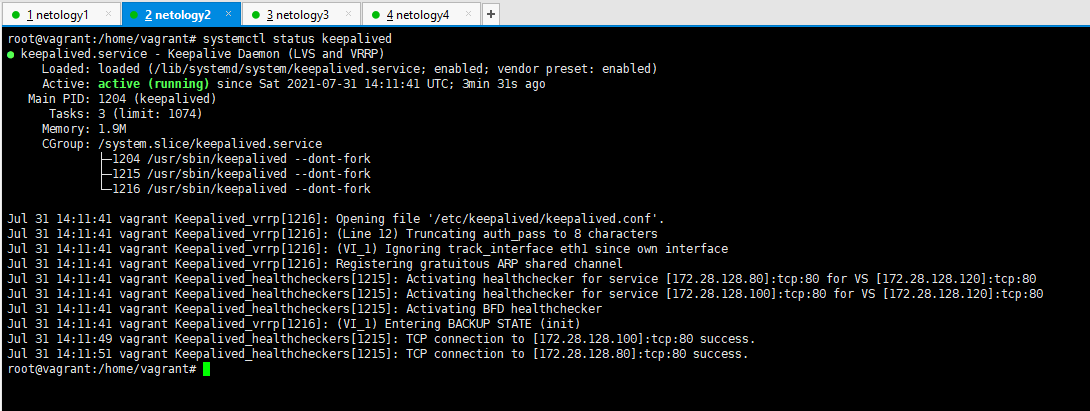 1 netology1 × 2 netology2 × 3 netology3 × 4 netology4 × +
root@vagrant:/home/vagrant# systemctl status keepalived
● keepalived.service - Keepalive Daemon (LVS and VRRP)
     Loaded: loaded (/lib/systemd/system/keepalived.service; enabled; vendor preset: enabled)
     Active: active (running) since Sat 2021-07-31 14:11:41 UTC; 3min 31s ago
   Main PID: 1204 (keepalived)
      Tasks: 3 (limit: 1074)
     Memory: 1.9M
     CGroup: /system.slice/keepalived.service
             ├─1204 /usr/sbin/keepalived --dont-fork
             ├─1215 /usr/sbin/keepalived --dont-fork
             └─1216 /usr/sbin/keepalived --dont-fork
Jul 31 14:11:41 vagrant Keepalived_vrrp[1216]: Opening file '/etc/keepalived/keepalived.conf'.
Jul 31 14:11:41 vagrant Keepalived_vrrp[1216]: (Line 12) Truncating auth_pass to 8 characters
Jul 31 14:11:41 vagrant Keepalived_vrrp[1216]: (VI_1) Ignoring track_interface eth1 since own interface
Jul 31 14:11:41 vagrant Keepalived_vrrp[1216]: Registering gratuitous ARP shared channel
Jul 31 14:11:41 vagrant Keepalived_healthcheckers[1215]: Activating healthchecker for service [172.28.128.80]:tcp:80 for VS [172.28.128.120]:tcp:80
Jul 31 14:11:41 vagrant Keepalived_healthcheckers[1215]: Activating healthchecker for service [172.28.128.100]:tcp:80 for VS [172.28.128.120]:tcp:80
Jul 31 14:11:41 vagrant Keepalived_healthcheckers[1215]: Activating BFD healthchecker
Jul 31 14:11:41 vagrant Keepalived_vrrp[1216]: (VI_1) Entering BACKUP STATE (init)
Jul 31 14:11:49 vagrant Keepalived_healthcheckers[1215]: TCP connection to [172.28.128.100]:tcp:80 success.
Jul 31 14:11:51 vagrant Keepalived_healthcheckers[1215]: TCP connection to [172.28.128.80]:tcp:80 success.
root@vagrant:/home/vagrant#